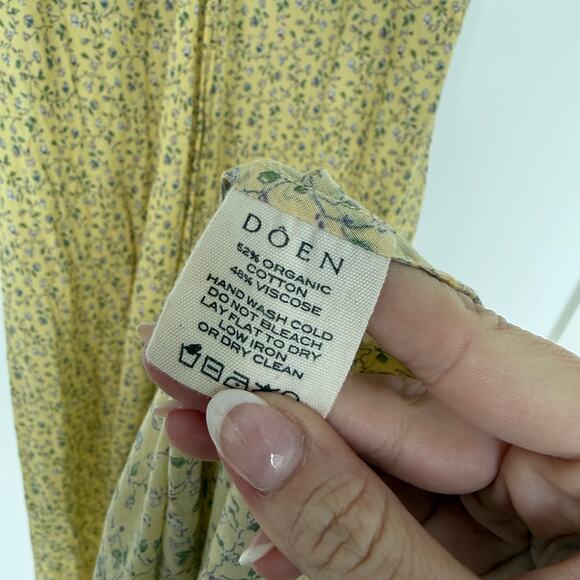 DÔEN
52% ORGANIC
COTTON
48% VISCOSE
HAND WASH COLD
DO NOT BLEACH
LAY FLAT TO DRY
LOW IRON
OR DRY CLEAN